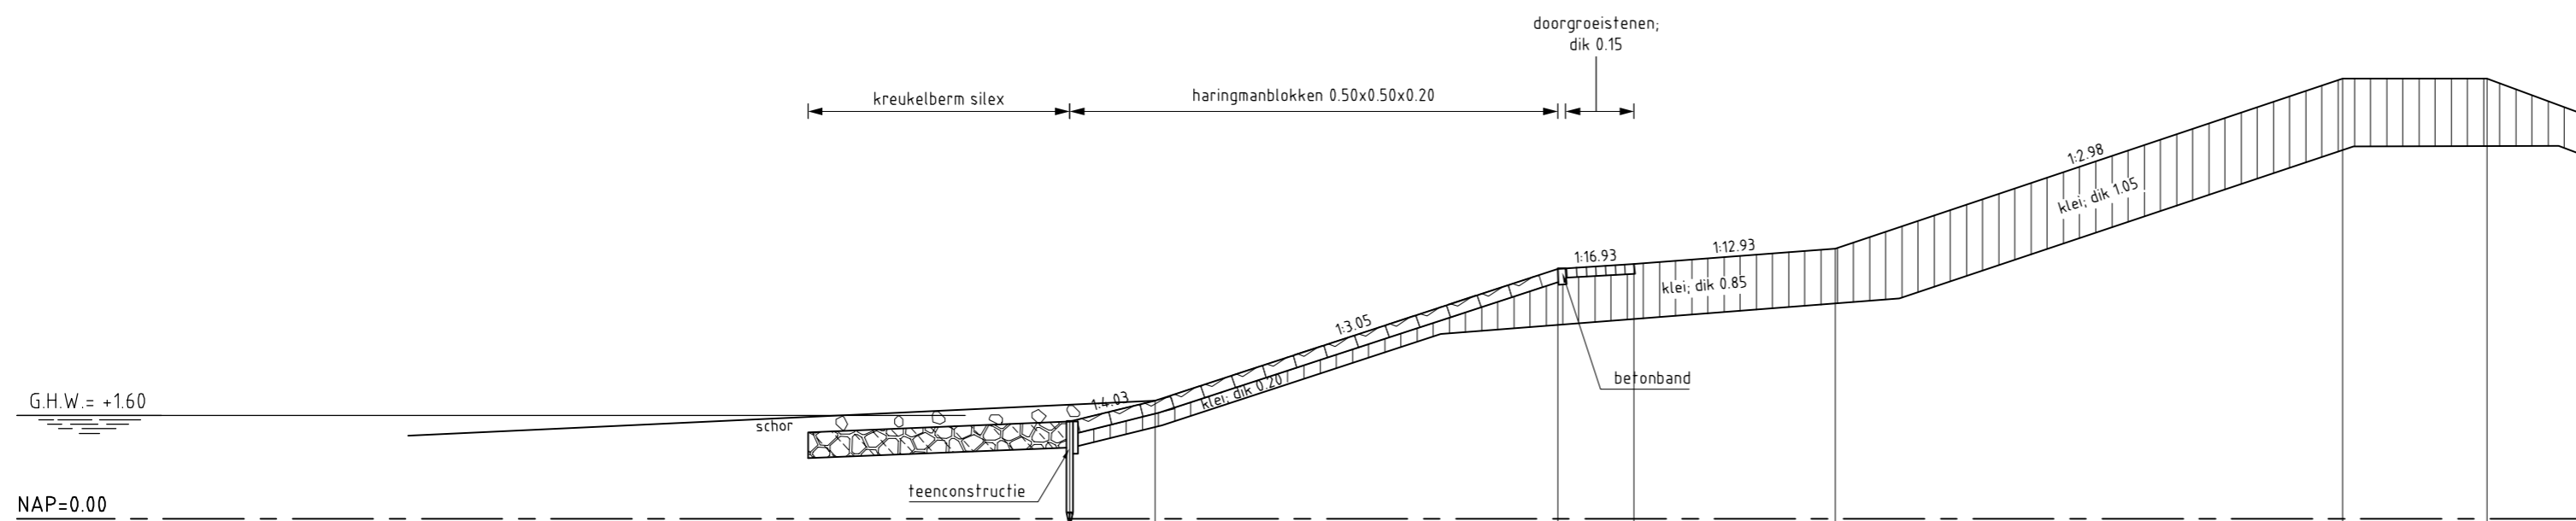 doorgroeistenen;
dik 0.15
kreukelberm silex
haringmanblokken 0.50x0.50x0.20
1:2.98
klei; dik 1.05
1:16.93
1:12.93
klei; dik 0.85
1:3.05
betonband
1:4.03
klei; dik 0.20
G.H.W.= +1.60
schor
teenconstructie
NAP=0.00